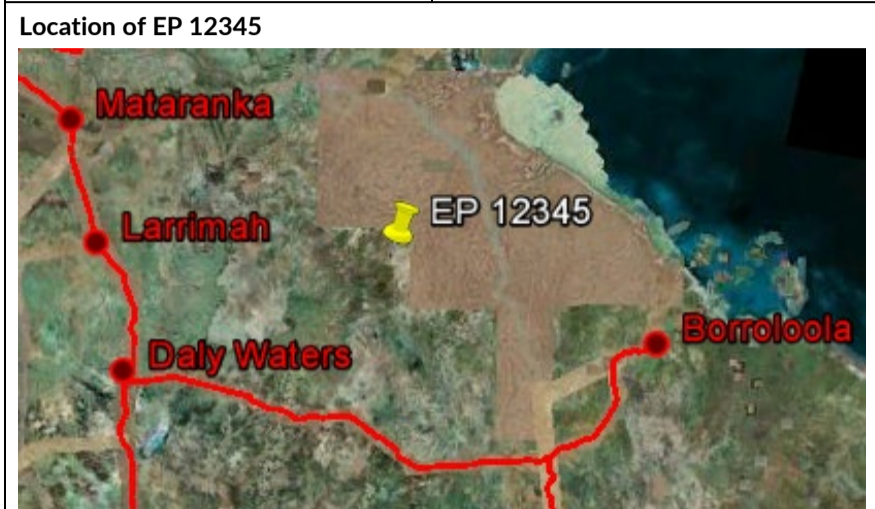 Location of EP 12345
Mataranka
EP 12345
Larrimah
Borroloola
Daly Waters